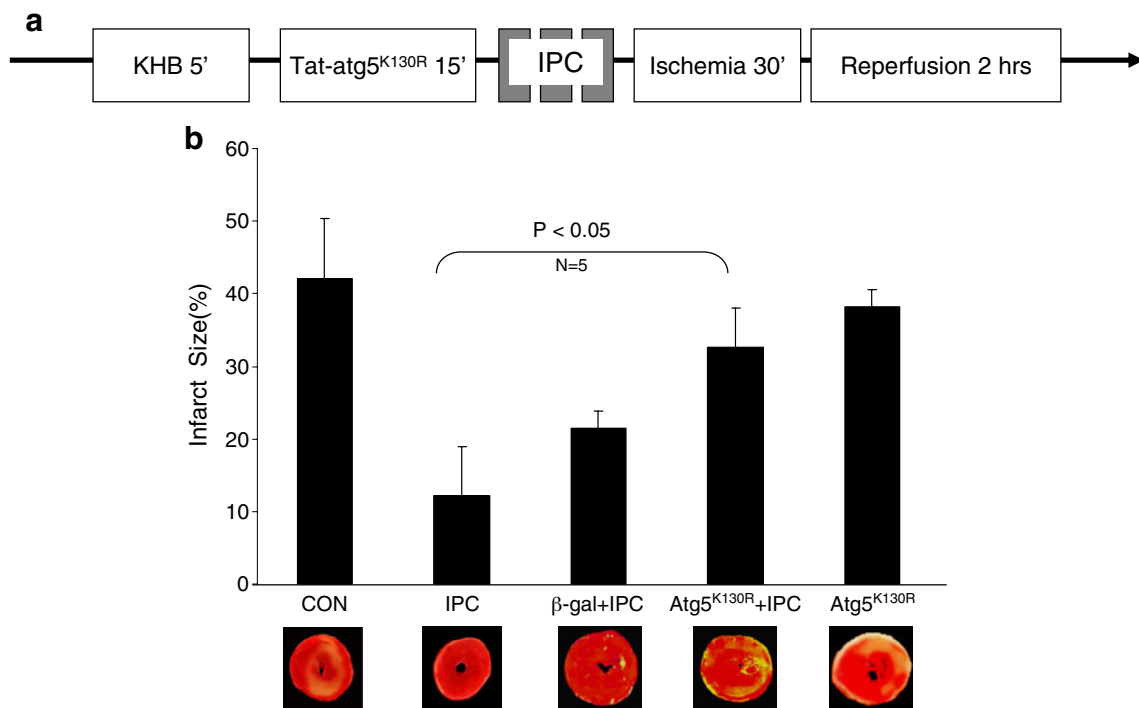 a
KHB 5’
Tat-atg5K130R 15’
IPC
Ischemia 30’
Reperfusion 2 hrs
b
60
50
40
30
20
10
0
Infarct Size(%)
P < 0.05
N=5
CON
IPC
β-gal+IPC
Atg5K130R+IPC
Atg5K130R